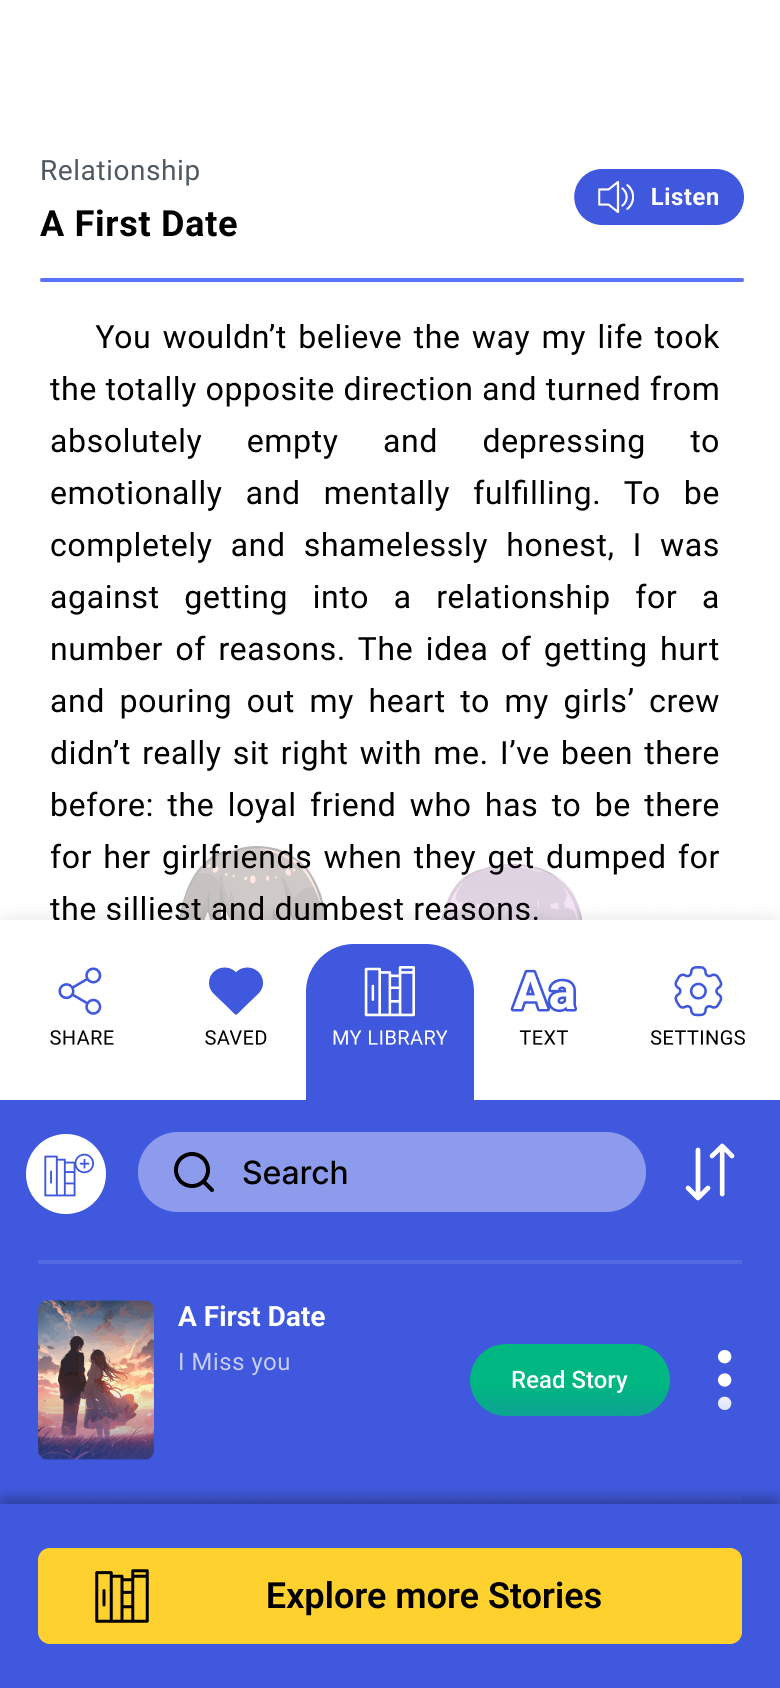 Relationship
A First Date
Listen
You wouldn’t believe the way my life took
the totally opposite direction and turned from
absolutely empty and depressing to
emotionally and mentally fulfilling. To be
completely and shamelessly honest, I was
against getting into a relationship for a
number of reasons. The idea of getting hurt
and pouring out my heart to my girls’ crew
didn’t really sit right with me. I’ve been there
before: the loyal friend who has to be there
for her girlfriends when they get dumped for
the silliest and dumbest reasons.
SHARE
SAVED
MY LIBRARY
Aa
TEXT
SETTINGS
Search
A First Date
I Miss you
Read Story
Explore more Stories